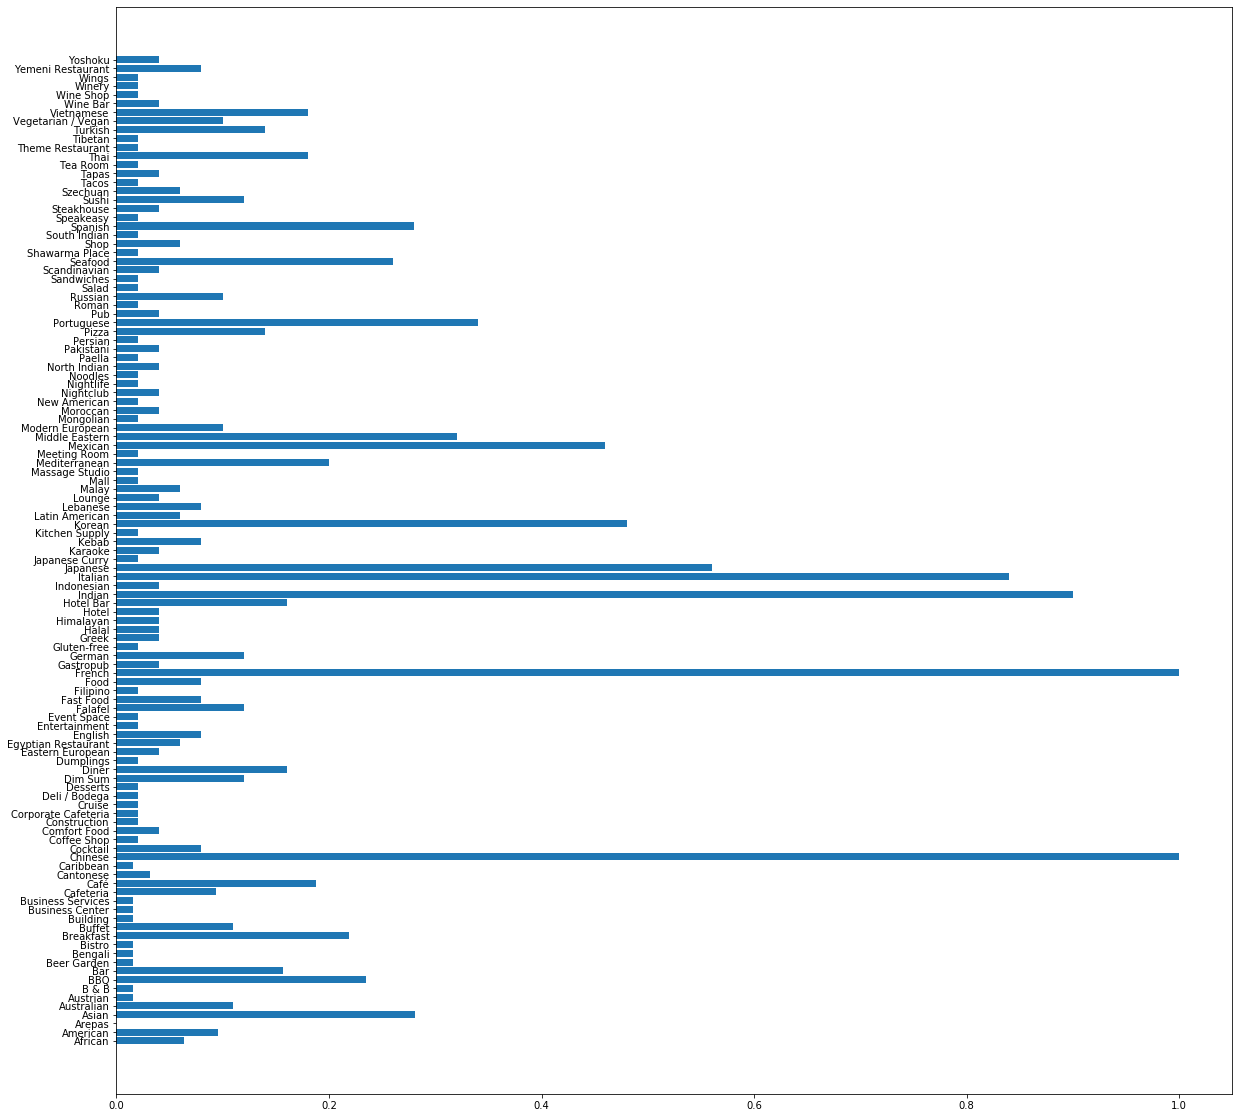 Yoshoku
Yemeni Restaurant
Wings
Winery
Wine Shop
Wine Bar
Vietnamese
Vegetarian / Vegan
Turkish
Tibetan
Theme Restaurant
Thai
Tea Room
Tapas
Tacos
Szechuan
Sushi
Steakhouse
Speakeasy
Spanish
South Indian
Shop
Shawarma Place
Seafood
Scandinavian
Sandwiches
Salad
Russian
Roman
Pub
Portuguese
Pizza
Persian
Pakistani
Paella
North Indian
Noodles
Nightlife
Nightclub
New American
Moroccan
Mongolian
Modern European
Middle Eastern
Mexican
Meeting Room
Mediterranean
Massage Studio
Mall
Malay
Lounge
Lebanese
Latin American
Korean
Kitchen Supply
Kebab
Karaoke
Japanese Curry
Japanese
Italian
Indonesian
Indian
Hotel Bar
Hotel
Himalayan
Halal
Greek
Gluten-free
German
Gastropub
French
Food
Filipino
Fast Food
Falafel
Event Space
Entertainment
English
Egyptian Restaurant
Eastern European
Dumplings
Diner
Dim Sum
Desserts
Deli / Bodega
Cruise
Corporate Cafeteria
Construction
Comfort Food
Coffee Shop
Cocktail
Chinese
Caribbean
Cantonese
Café
Cafeteria
Business Services
Business Center
Building
Buffet
Breakfast
Bistro
Bengali
Beer Garden
Bar
BBQ
B & B
Austrian
Australian
Asian
Arepas
American
African
0.0 0.2 0.4 0.6 0.8 1.0